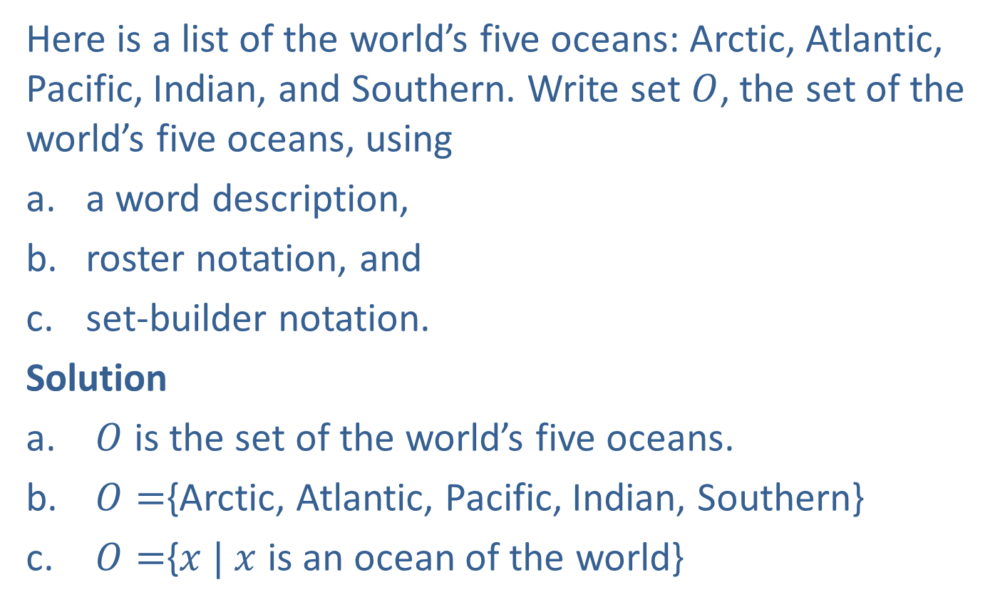 Here is a list of the world’s five oceans: Arctic, Atlantic,
Pacific, Indian, and Southern. Write set O, the set of the
world’s five oceans, using
a. a word description,
b. roster notation, and
c. set-builder notation.
Solution
a. O is the set of the world’s five oceans.
b. O ={Arctic, Atlantic, Pacific, Indian, Southern}
c. O ={x | x is an ocean of the world}